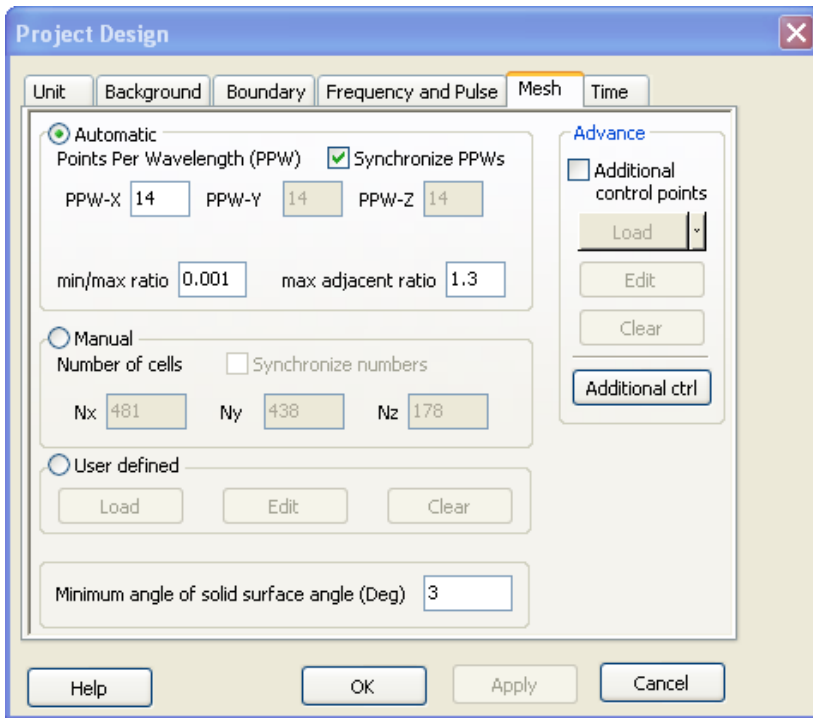 Project Design
Unit Background Boundary Frequency and Pulse Mesh Time
Automatic
Points Per Wavelength (PPW) Synchronize PPWs
PPW-X 14 PPW-Y 14 PPW-Z 14
min/max ratio 0.001 max adjacent ratio 1.3
Manual
Number of cells Synchronize numbers
Nx 481 Ny 438 Nz 178
User defined
Load Edit Clear
Minimum angle of solid surface angle (Deg) 3
Advance
Additional
control points
Load
Edit
Clear
Additional ctrl
Help OK Apply Cancel